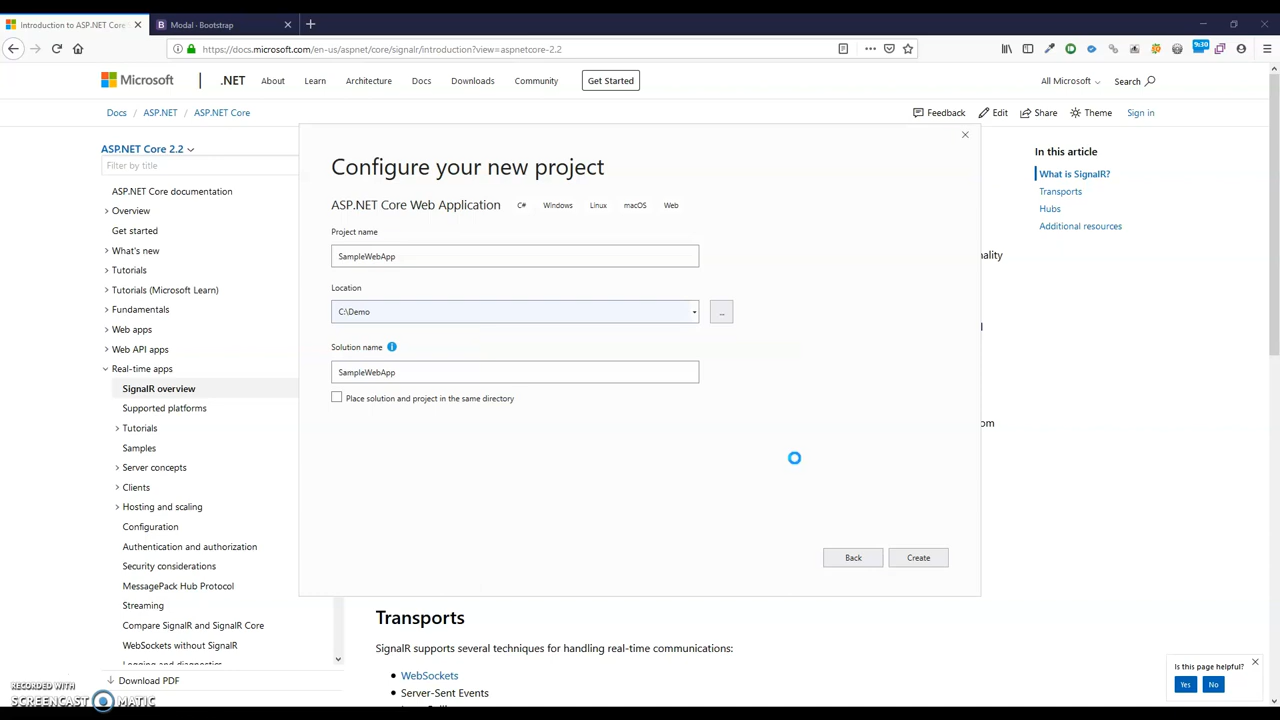 Introduction to ASP.NET Core
Modal · Bootstrap
https://docs.microsoft.com/en-us/aspnet/core/signalr/introduction?view=aspnetcore-2.2
9:30
Microsoft
.NET
About
Learn
Architecture
Docs
Downloads
Community
Get Started
All Microsoft
Search
Docs / ASP.NET / ASP.NET Core
Feedback
Edit
Share
Theme
Sign in
ASP.NET Core 2.2
Filter by title
ASP.NET Core documentation
Overview
Get started
What's new
Tutorials
Tutorials (Microsoft Learn)
Fundamentals
Web apps
Web API apps
Real-time apps
SignalR overview
Supported platforms
Tutorials
Samples
Server concepts
Clients
Hosting and scaling
Configuration
Authentication and authorization
Security considerations
MessagePack Hub Protocol
Streaming
Compare SignalR and SignalR Core
WebSockets without SignalR
Logging and diagnostics
Download PDF
Configure your new project
ASP.NET Core Web Application C# Windows Linux macOS Web
Project name
SampleWebApp
Location
C:\Demo
...
Solution name
SampleWebApp
Place solution and project in the same directory
Back
Create
Transports
SignalR supports several techniques for handling real-time communications:
WebSockets
Server-Sent Events
In this article
What is SignalR?
Transports
Hubs
Additional resources
Is this page helpful?
Yes
No
RECORDED WITH
SCREENCAST MATIC